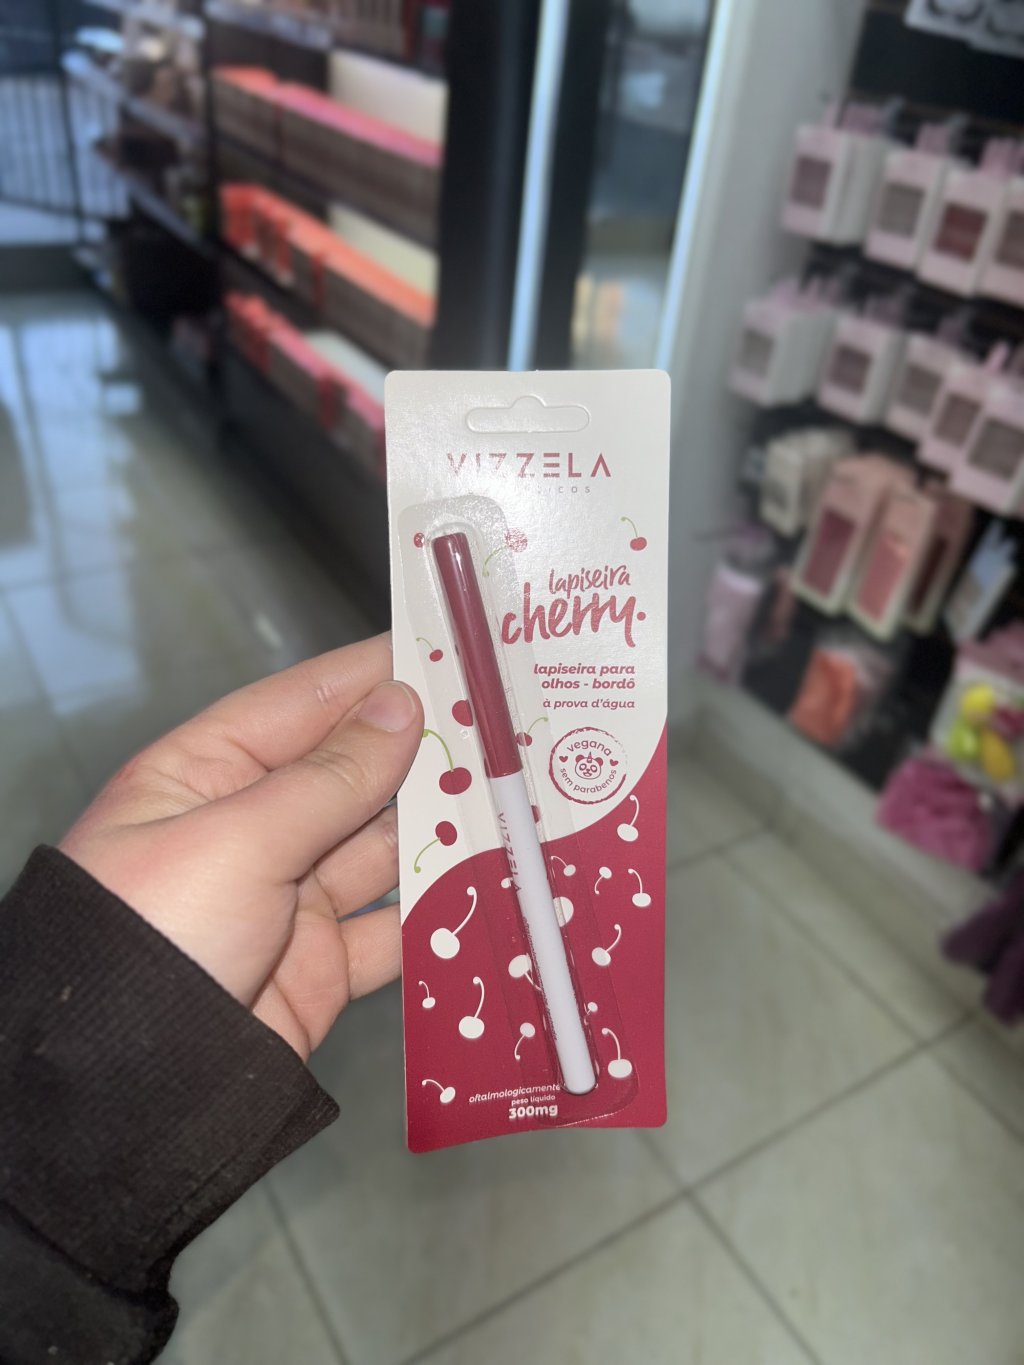 VIZZELA
lapiseira
cherry.
lapiseira para
olhos - bordô
à prova d'água
vegana
sem parabenos
VIZZELA
oftalmologicamente
peso líquido
300mg